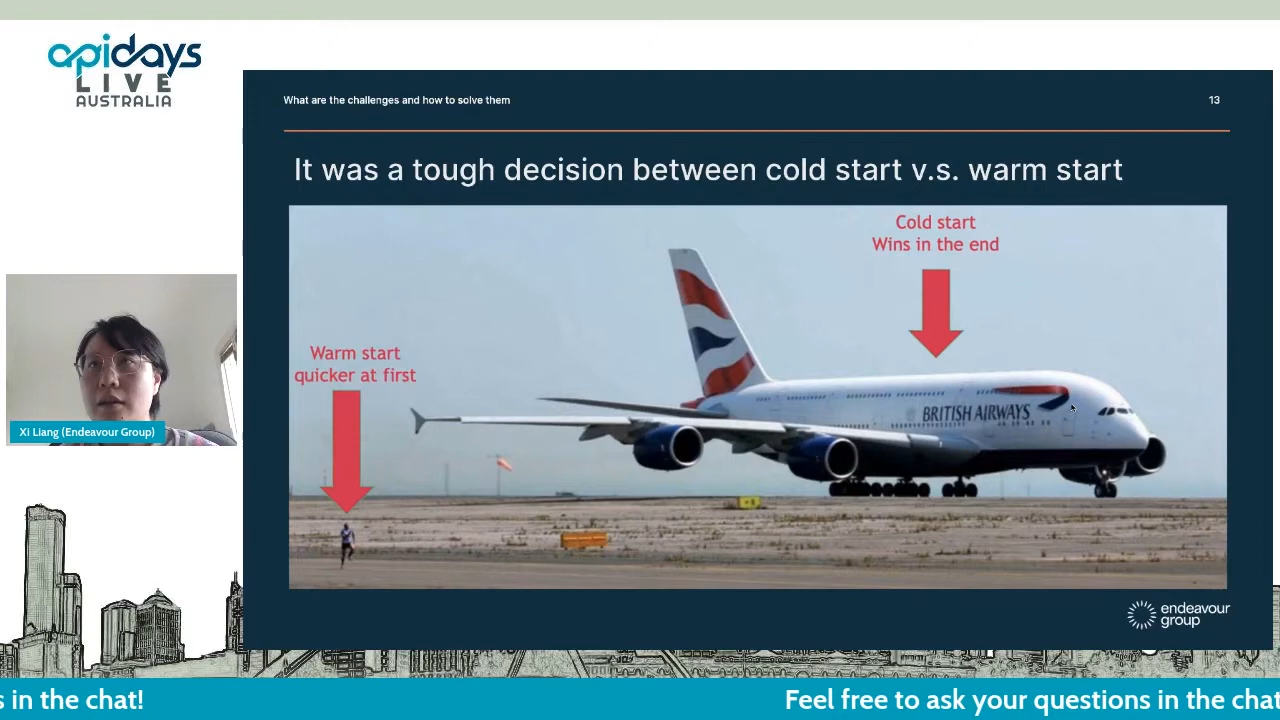 apidays
LIVE
AUSTRALIA
What are the challenges and how to solve them
13
It was a tough decision between cold start v.s. warm start
Cold start
Wins in the end
Warm start
quicker at first
BRITISH AIRWAYS
Xi Liang (Endeavour Group)
endeavour
group
s in the chat!
Feel free to ask your questions in the chat